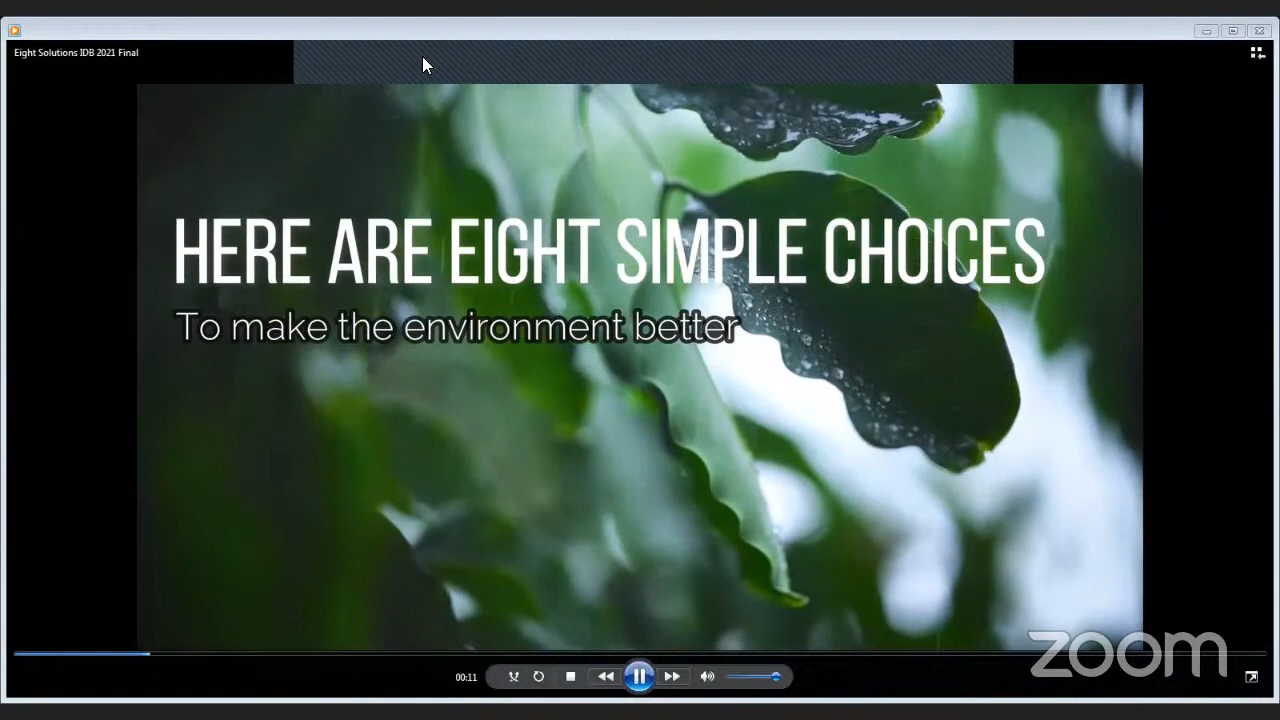 Eight Solutions IDB 2021 Final
HERE ARE EIGHT SIMPLE CHOICES
To make the environment better
00:11
zoom